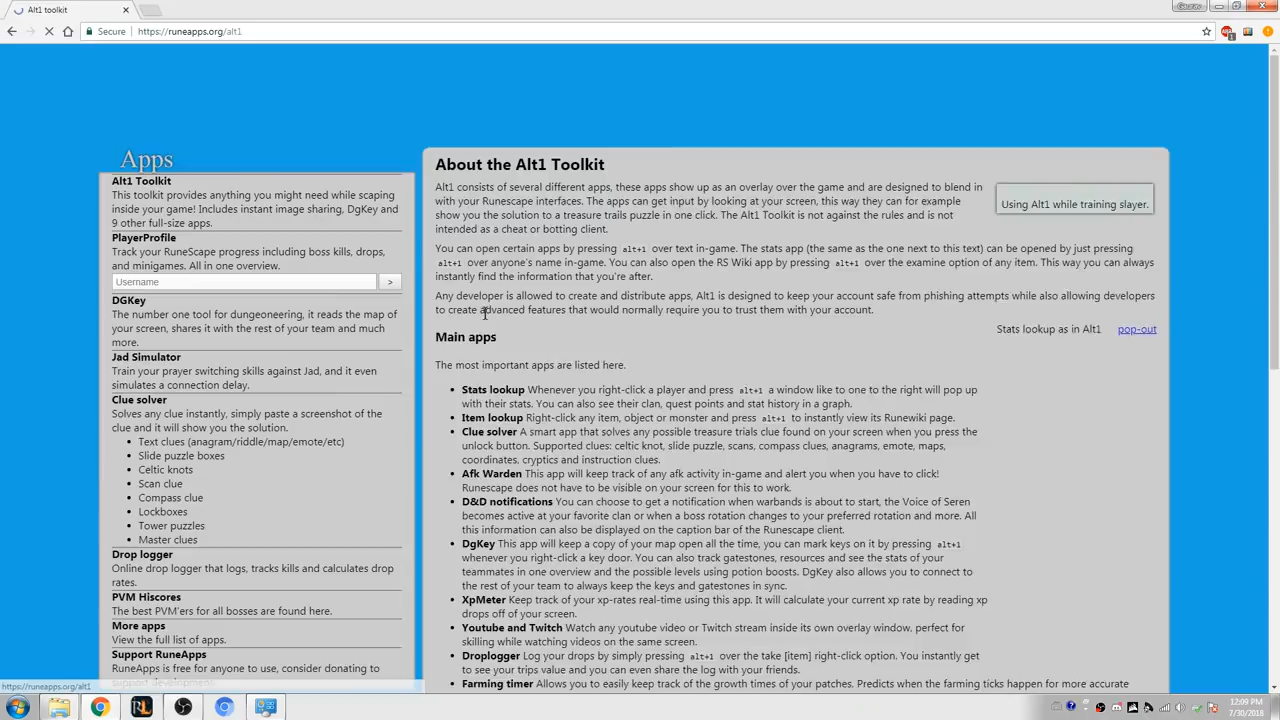 Alt1 toolkit
Gaurav
Secure
https://runeapps.org/alt1
Apps
Alt1 Toolkit
This toolkit provides anything you might need while scaping
inside your game! Includes instant image sharing, DgKey and
9 other full-size apps.
PlayerProfile
Track your RuneScape progress including boss kills, drops,
and minigames. All in one overview.
Username
>
DGKey
The number one tool for dungeoneering, it reads the map of
your screen, shares it with the rest of your team and much
more.
Jad Simulator
Train your prayer switching skills against Jad, and it even
simulates a connection delay.
Clue solver
Solves any clue instantly, simply paste a screenshot of the
clue and it will show you the solution.
• Text clues (anagram/riddle/map/emote/etc)
• Slide puzzle boxes
• Celtic knots
• Scan clue
• Compass clue
• Lockboxes
• Tower puzzles
• Master clues
Drop logger
Online drop logger that logs, tracks kills and calculates drop
rates.
PVM Hiscores
The best PVM'ers for all bosses are found here.
More apps
View the full list of apps.
Support RuneApps
RuneApps is free for anyone to use, consider donating to
support development.
About the Alt1 Toolkit
Alt1 consists of several different apps, these apps show up as an overlay over the game and are designed to blend in
with your Runescape interfaces. The apps can get input by looking at your screen, this way they can for example
show you the solution to a treasure trails puzzle in one click. The Alt1 Toolkit is not against the rules and is not
intended as a cheat or botting client.
Using Alt1 while training slayer.
You can open certain apps by pressing alt+1 over text in-game. The stats app (the same as the one next to this text) can be opened by just pressing
alt+1 over anyone's name in-game. You can also open the RS Wiki app by pressing alt+1 over the examine option of any item. This way you can always
instantly find the information that you're after.
Any developer is allowed to create and distribute apps, Alt1 is designed to keep your account safe from phishing attempts while also allowing developers
to create advanced features that would normally require you to trust them with your account.
Stats lookup as in Alt1 pop-out
Main apps
The most important apps are listed here.
• Stats lookup Whenever you right-click a player and press alt+1 a window like to one to the right will pop up
with their stats. You can also see their clan, quest points and stat history in a graph.
• Item lookup Right-click any item, object or monster and press alt+1 to instantly view its Runewiki page.
• Clue solver A smart app that solves any possible treasure trials clue found on your screen when you press the
unlock button. Supported clues: celtic knot, slide puzzle, scans, compass clues, anagrams, emote, maps,
coordinates, cryptics and instruction clues.
• Afk Warden This app will keep track of any afk activity in-game and alert you when you have to click!
Runescape does not have to be visible on your screen for this to work.
• D&D notifications You can choose to get a notification when warbands is about to start, the Voice of Seren
becomes active at your favorite clan or when a boss rotation changes to your preferred rotation and more. All
this information can also be displayed on the caption bar of the Runescape client.
• DgKey This app will keep a copy of your map open all the time, you can mark keys on it by pressing alt+1
whenever you right-click a key door. You can also track gatestones, resources and see the stats of your
teammates in one overview and the possible levels using potion boosts. DgKey also allows you to connect to
the rest of your team to always keep the keys and gatestones in sync.
• XpMeter Keep track of your xp-rates real-time using this app. It will calculate your current xp rate by reading xp
drops off of your screen.
• Youtube and Twitch Watch any youtube video or Twitch stream inside its own overlay window, perfect for
skilling while watching videos on the same screen.
• Droplogger Log your drops by simply pressing alt+1 over the take [item] right-click option. You instantly get
to see your trips value and you can even share the log with your friends.
• Farming timer Allows you to easily keep track of the growth times of your patches. Predicts when the farming ticks happen for more accurate
https://runeapps.org/alt1
12:09 PM
7/30/2018